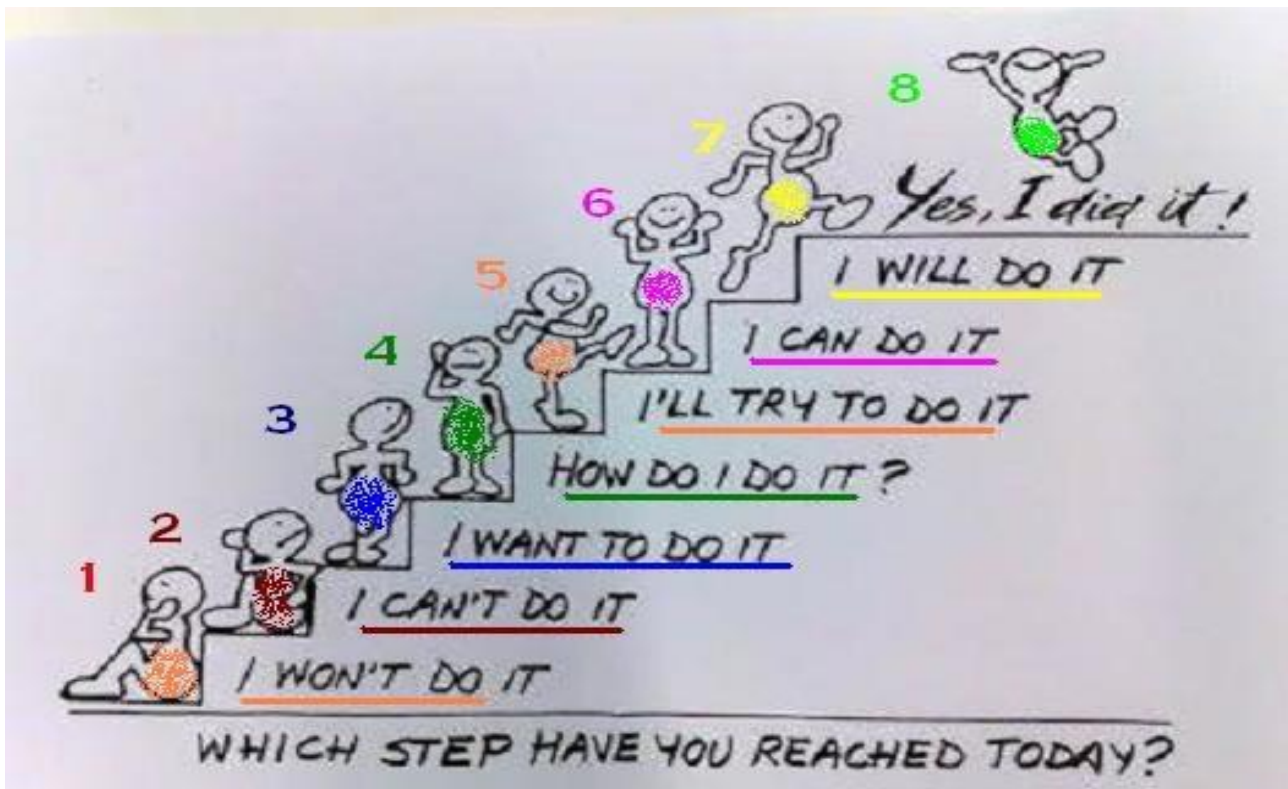 8
Yes, I did it!
7
I WILL DO IT
6
I CAN DO IT
5
I'LL TRY TO DO IT
4
HOW DO I DO IT?
3
I WANT TO DO IT
2
I CAN'T DO IT
1
I WON'T DO IT
WHICH STEP HAVE YOU REACHED TODAY?